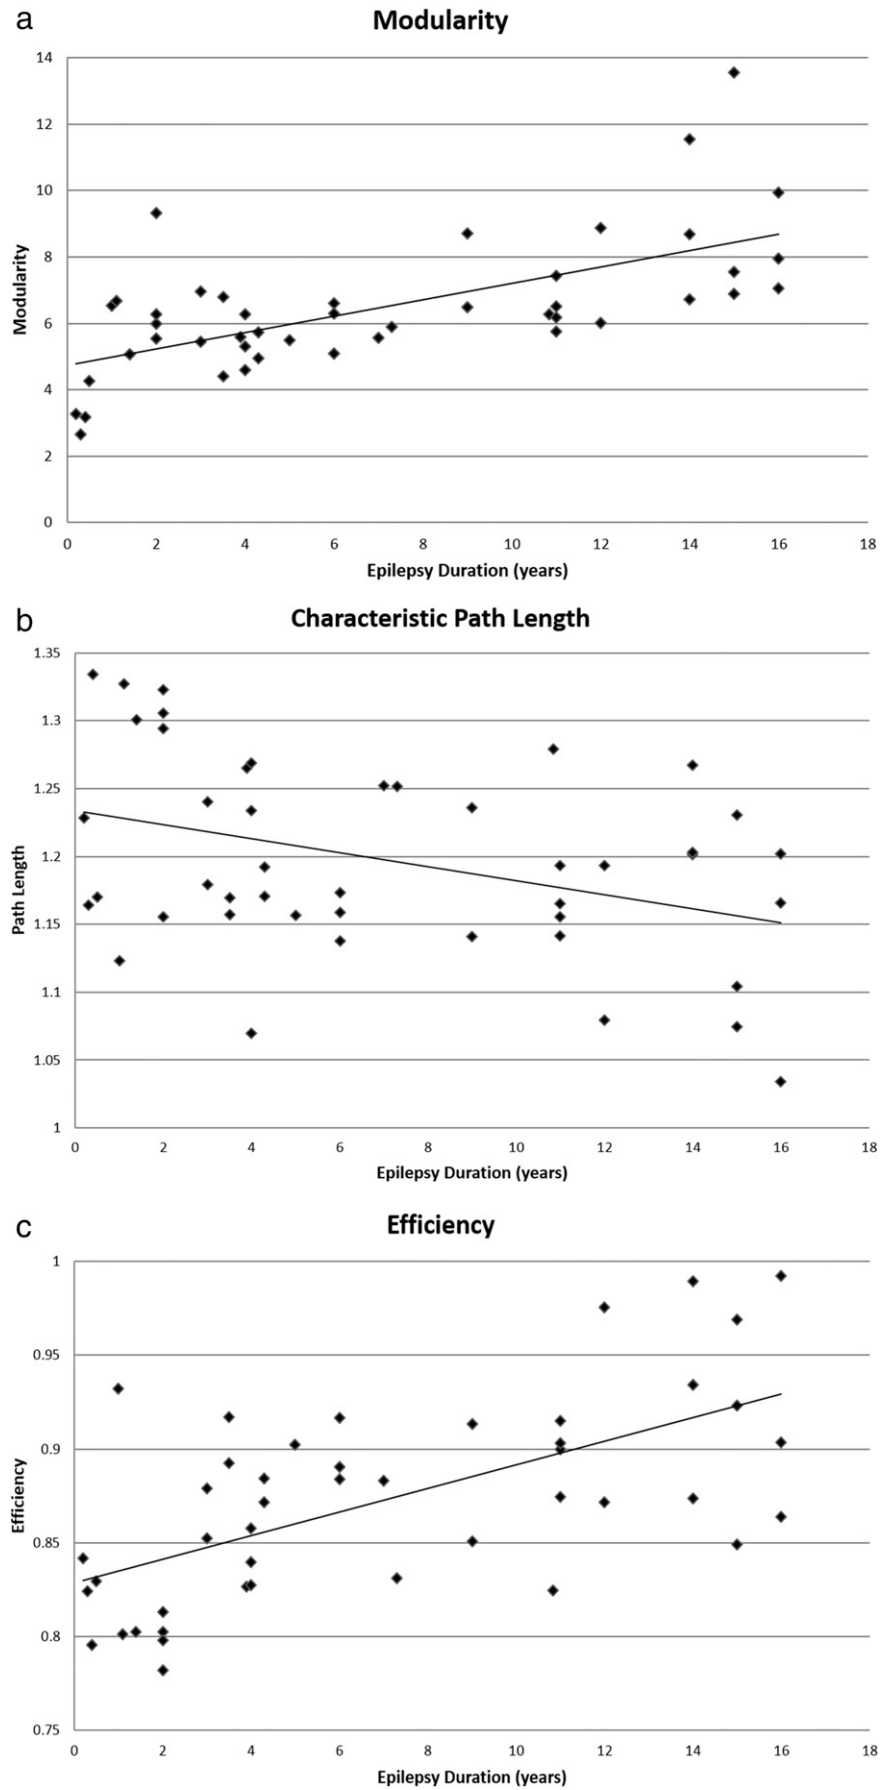 a
Modularity
14
12
10
8
6
4
2
0
Modularity
0 2 4 6 8 10 12 14 16 18
Epilepsy Duration (years)
b
Characteristic Path Length
1.35
1.3
1.25
1.2
1.15
1.1
1.05
1
Path Length
0 2 4 6 8 10 12 14 16 18
Epilepsy Duration (years)
c
Efficiency
1
0.95
0.9
0.85
0.8
0.75
Efficiency
0 2 4 6 8 10 12 14 16 18
Epilepsy Duration (years)